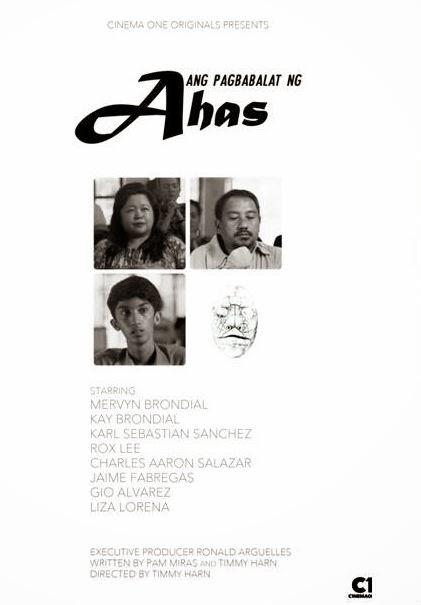 CINEMA ONE ORIGINALS PRESENTS
ANG PAGBABALAT NG
Ahas
STARRING
MERVYN BRONDIAL
KAY BRONDIAL
KARL SEBASTIAN SANCHEZ
ROX LEE
CHARLES AARON SALAZAR
JAIME FABREGAS
GIO ALVAREZ
LIZA LORENA
EXECUTIVE PRODUCER RONALD ARGUELLES
WRITTEN BY PAM MIRAS AND TIMMY HARN
DIRECTED BY TIMMY HARN
C1
CINEMAO